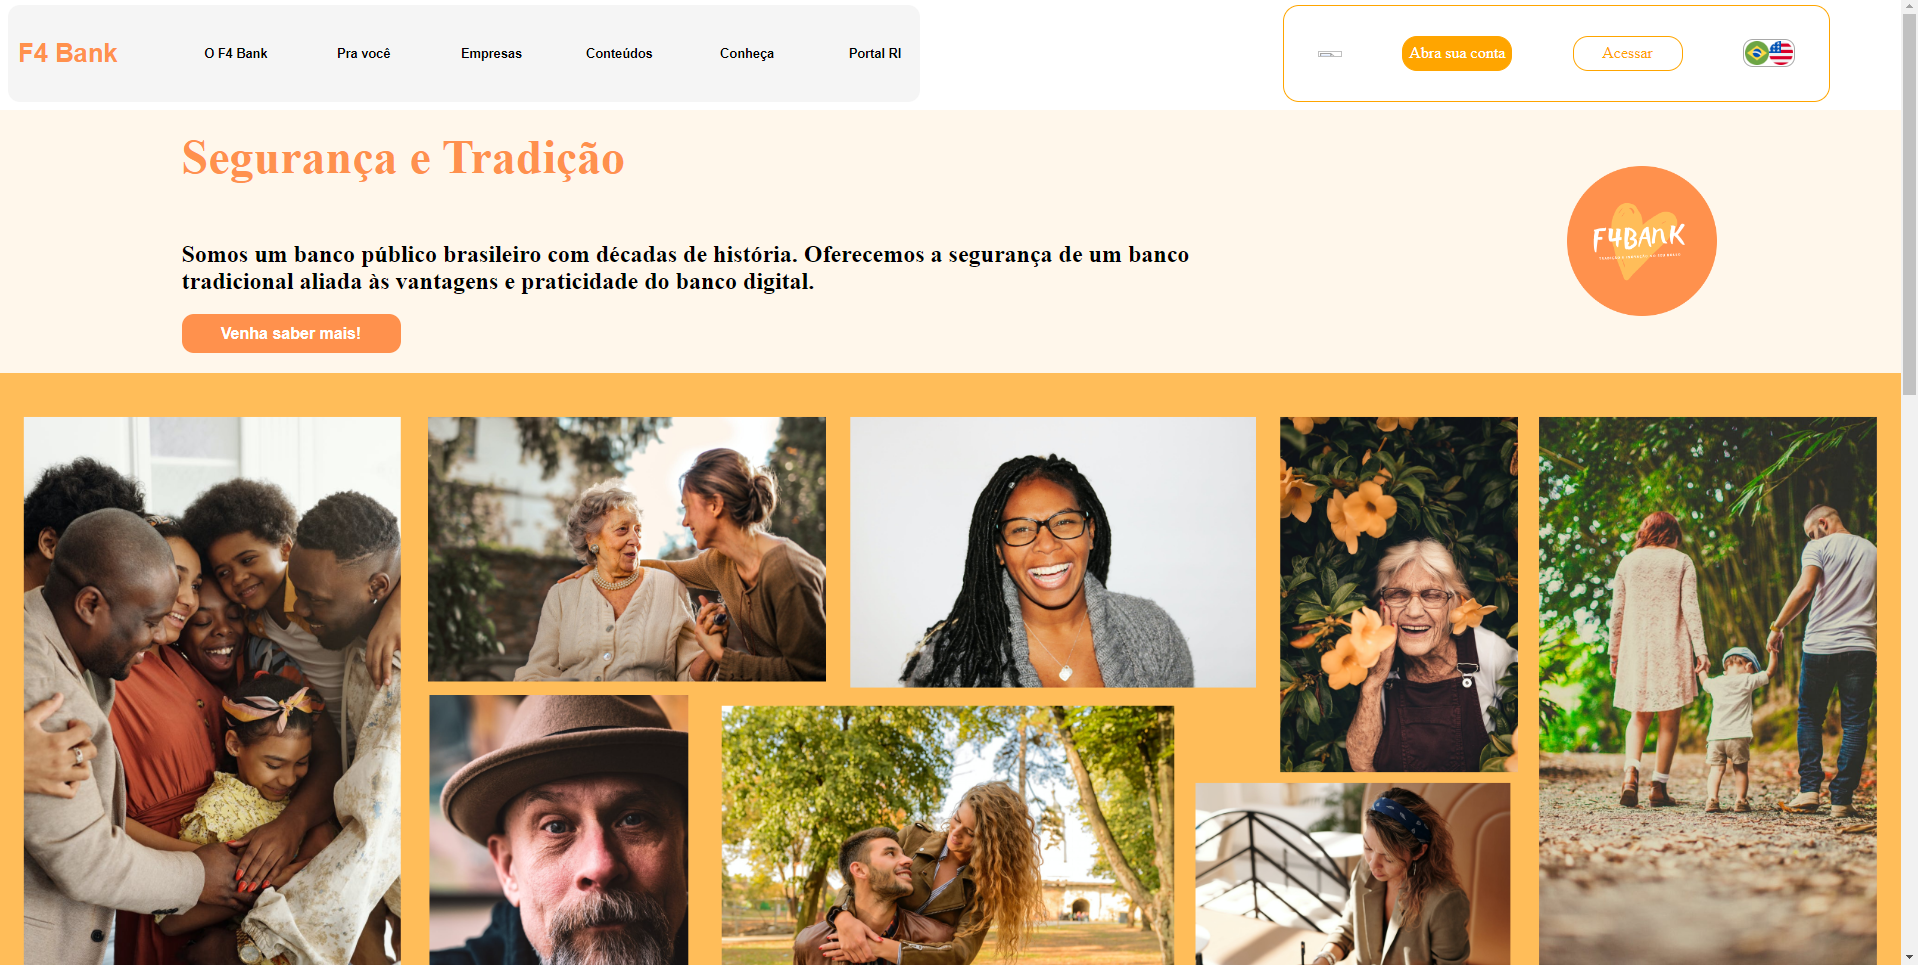 F4 Bank
O F4 Bank
Pra você
Empresas
Conteúdos
Conheça
Portal RI
Abra sua conta
Acessar
Segurança e Tradição
Somos um banco público brasileiro com décadas de história. Oferecemos a segurança de um banco
tradicional aliada às vantagens e praticidade do banco digital.
Venha saber mais!
F4BANK